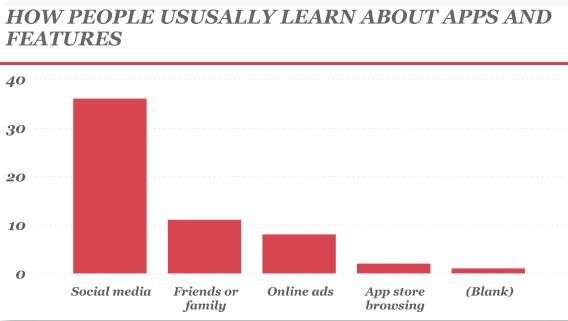 HOW PEOPLE USUSALLY LEARN ABOUT APPS AND
FEATURES
40
30
20
10
0
Social media
Friends or
family
Online ads
App store
browsing
(Blank)